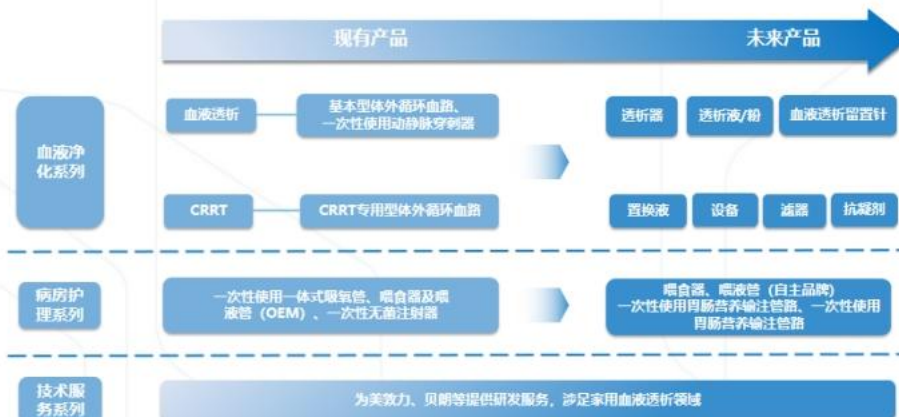 现有产品
未来产品
血液净
化系列
血液透析
基本型体外循环血路、
一次性使用动静脉穿刺器
透析器
透析液/粉
血液透析留置针
CRRT
CRRT专用型体外循环血路
置换液
设备
滤器
抗凝剂
病房护
理系列
一次性使用一体式吸氧管、喂食器及喂
液管（OEM）、一次性无菌注射器
喂食器、喂液管（自主品牌）
一次性使用胃肠营养输注管路、一次性使用
胃肠营养输注管路
技术服
务系列
为美敦力、贝朗等提供研发服务，涉足家用血液透析领域